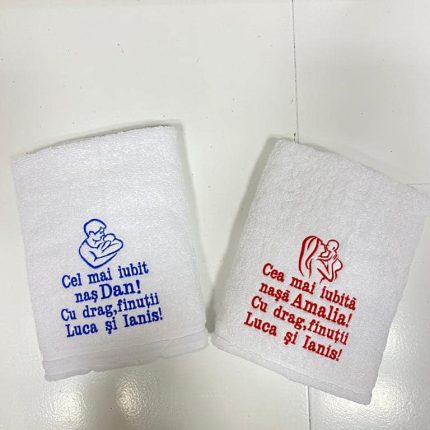 Cel mai iubit
naș Dan!
Cu drag, finuții
Luca și Ianis!
Cea mai iubită
nașă Amalia!
Cu drag, finuții
Luca și Ianis!